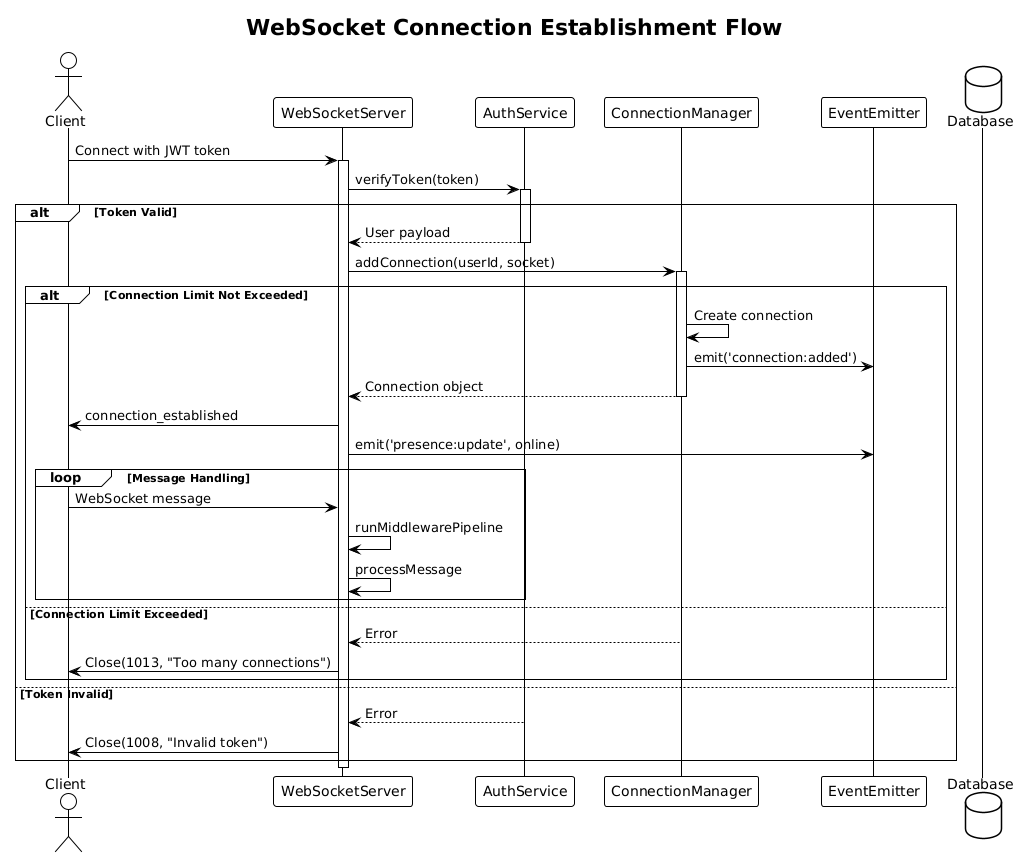 WebSocket Connection Establishment Flow
Client
WebSocketServer
AuthService
ConnectionManager
EventEmitter
Database
Connect with JWT token
verifyToken(token)
alt
[Token Valid]
User payload
addConnection(userId, socket)
alt
[Connection Limit Not Exceeded]
Create connection
emit('connection:added')
Connection object
connection_established
emit('presence:update', online)
loop
[Message Handling]
WebSocket message
runMiddlewarePipeline
processMessage
[Connection Limit Exceeded]
Error
Close(1013, "Too many connections")
[Token Invalid]
Error
Close(1008, "Invalid token")
Client
WebSocketServer
AuthService
ConnectionManager
EventEmitter
Database